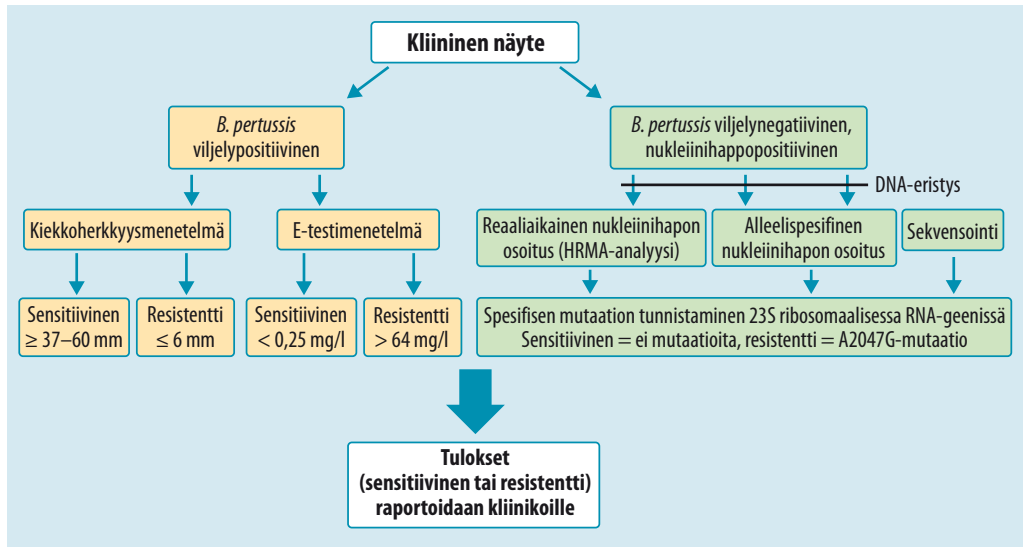 Kliininen näyte
B. pertussis
viljelypositiivinen
B. pertussis viljelynegatiivinen,
nukleiinihappopositiivinen
DNA-eristys
Kiekkoherkkyysmenetelmä
E-testimenetelmä
Reaaliaikainen nukleiinihapon
osoitus (HRMA-analyysi)
Alleelispesifinen
nukleiinihapon osoitus
Sekvensointi
Sensitiivinen
≥ 37–60 mm
Resistentti
≤ 6 mm
Sensitiivinen
< 0,25 mg/l
Resistentti
> 64 mg/l
Spesifisen mutaation tunnistaminen 23S ribosomaalisessa RNA-geenissä
Sensitiivinen = ei mutaatioita, resistentti = A2047G-mutaatio
Tulokset
(sensitiivinen tai resistentti)
raportoidaan kliinikoille